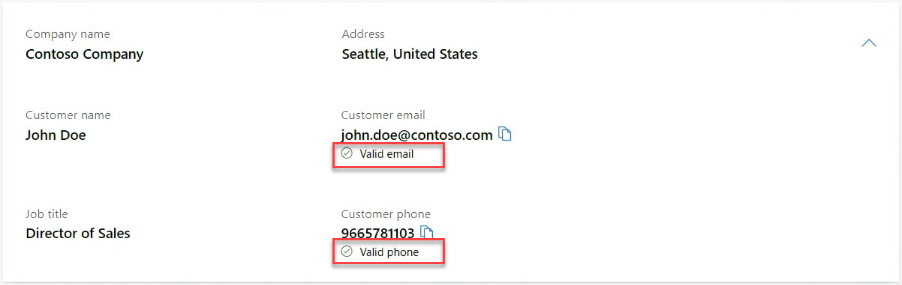 Company name
Contoso Company
Address
Seattle, United States
Customer name
John Doe
Customer email
john.doe@contoso.com
Valid email
Job title
Director of Sales
Customer phone
9665781103
Valid phone